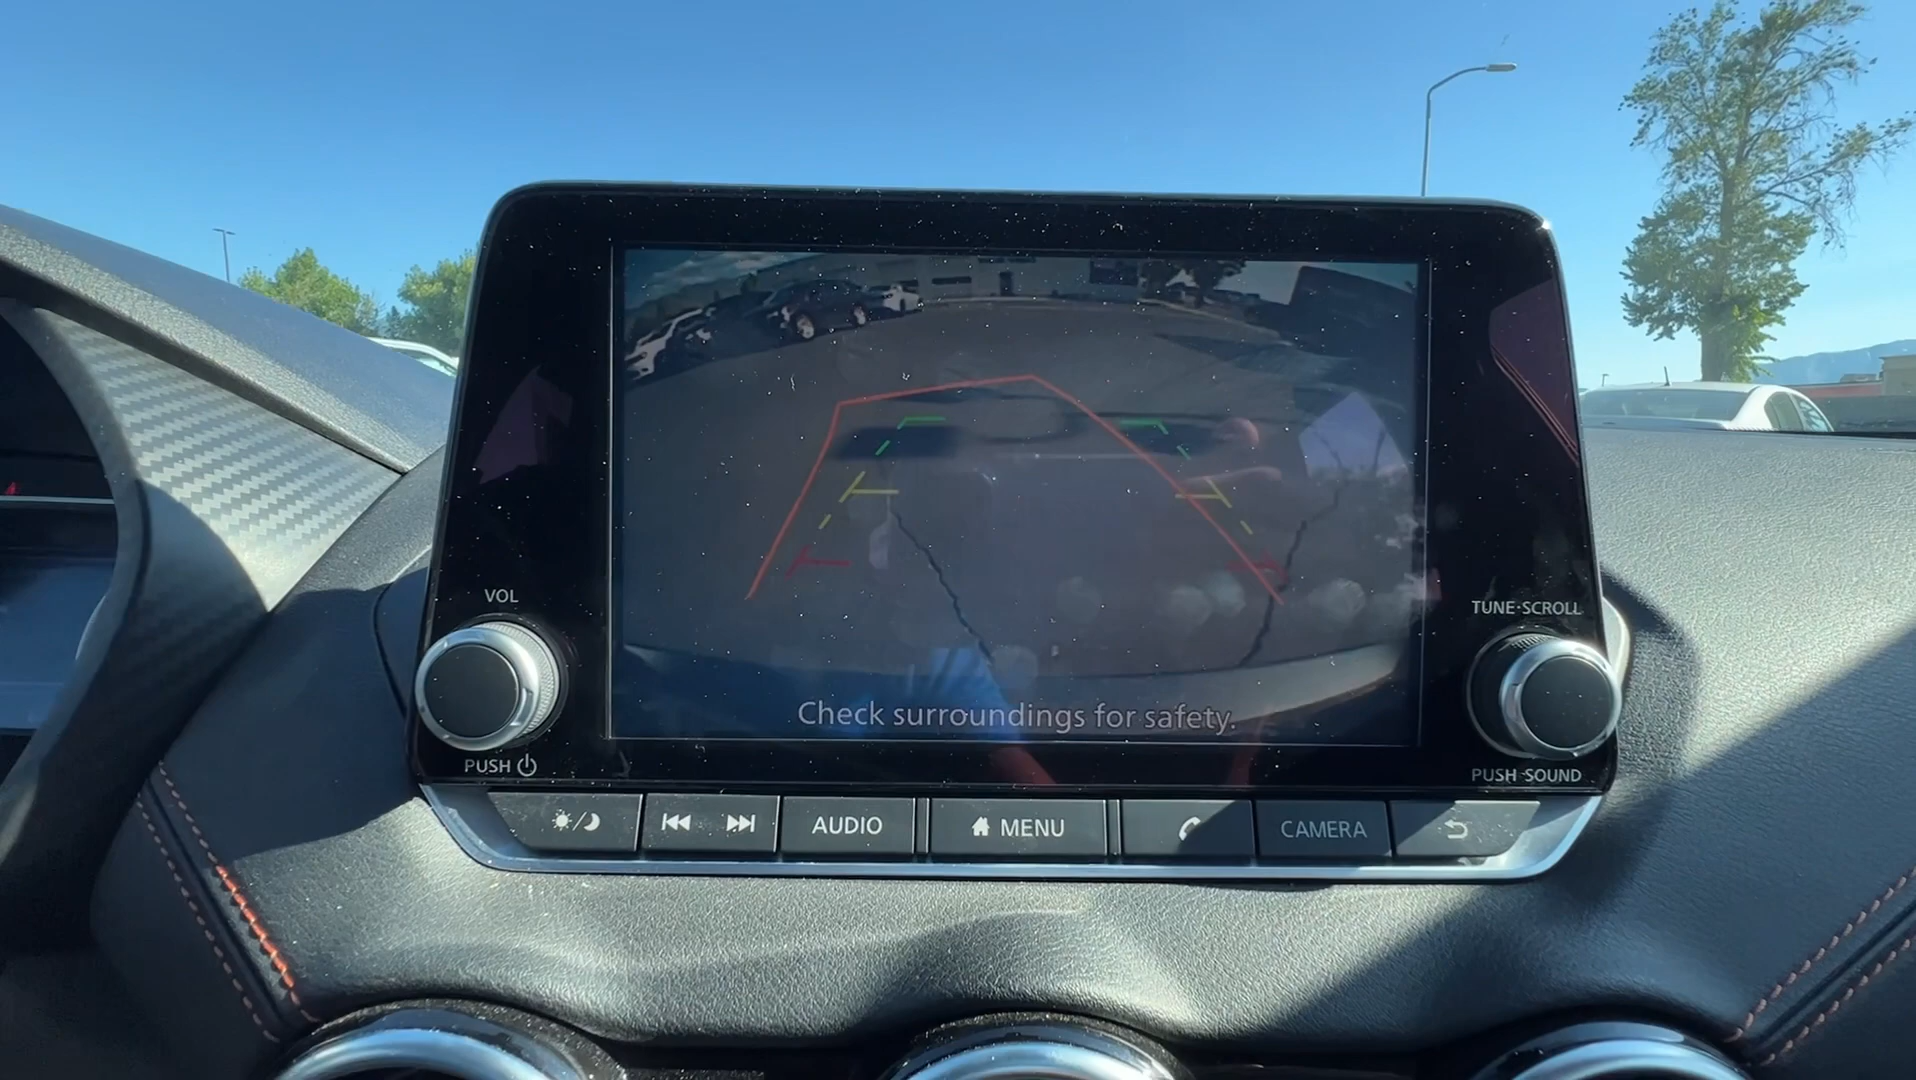 Check surroundings for safety.
VOL
PUSH
TUNE·SCROLL
PUSH SOUND
AUDIO
MENU
CAMERA